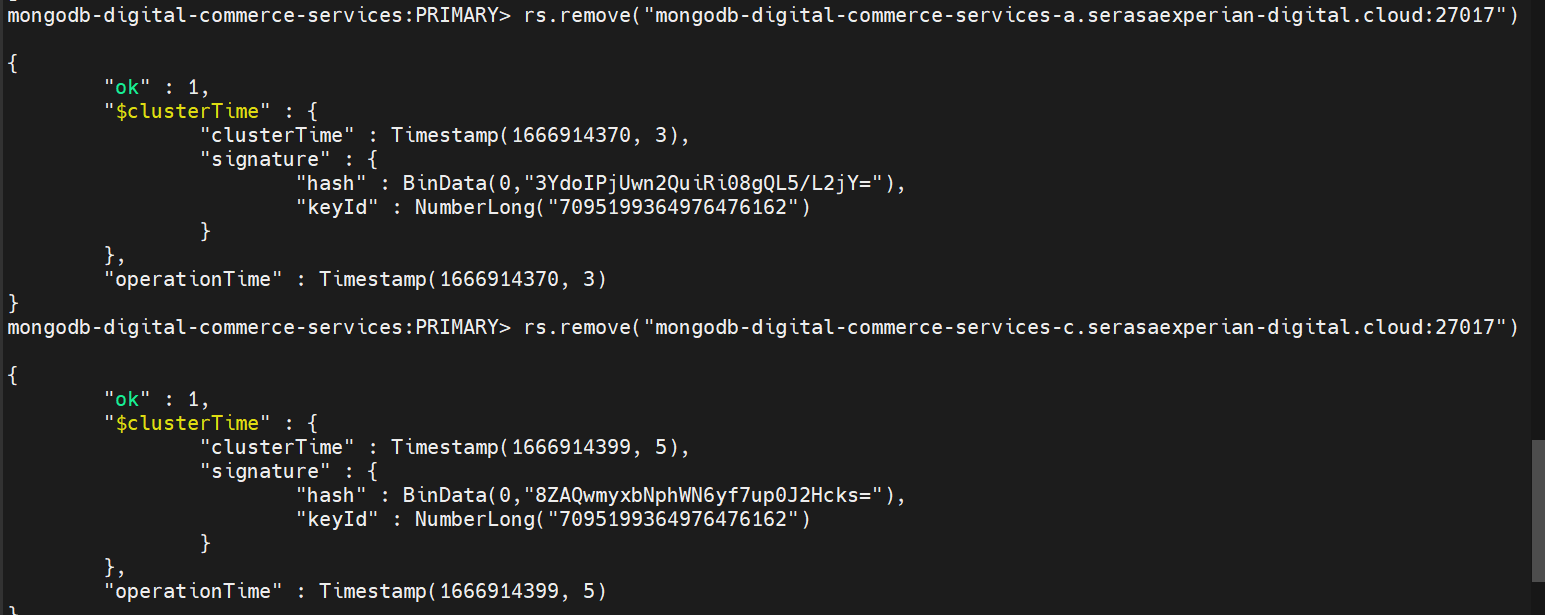 mongodb-digital-commerce-services:PRIMARY> rs.remove("mongodb-digital-commerce-services-a.serasaexperian-digital.cloud:27017")
{
        "ok" : 1,
        "$clusterTime" : {
                "clusterTime" : Timestamp(1666914370, 3),
                "signature" : {
                        "hash" : BinData(0,"3YdoIPjUwn2QuiRi08gQL5/L2jY="),
                        "keyId" : NumberLong("7095199364976476162")
                }
        },
        "operationTime" : Timestamp(1666914370, 3)
}
mongodb-digital-commerce-services:PRIMARY> rs.remove("mongodb-digital-commerce-services-c.serasaexperian-digital.cloud:27017")
{
        "ok" : 1,
        "$clusterTime" : {
                "clusterTime" : Timestamp(1666914399, 5),
                "signature" : {
                        "hash" : BinData(0,"8ZAQwmyxbNphWN6yf7up0J2Hcks="),
                        "keyId" : NumberLong("7095199364976476162")
                }
        },
        "operationTime" : Timestamp(1666914399, 5)
}